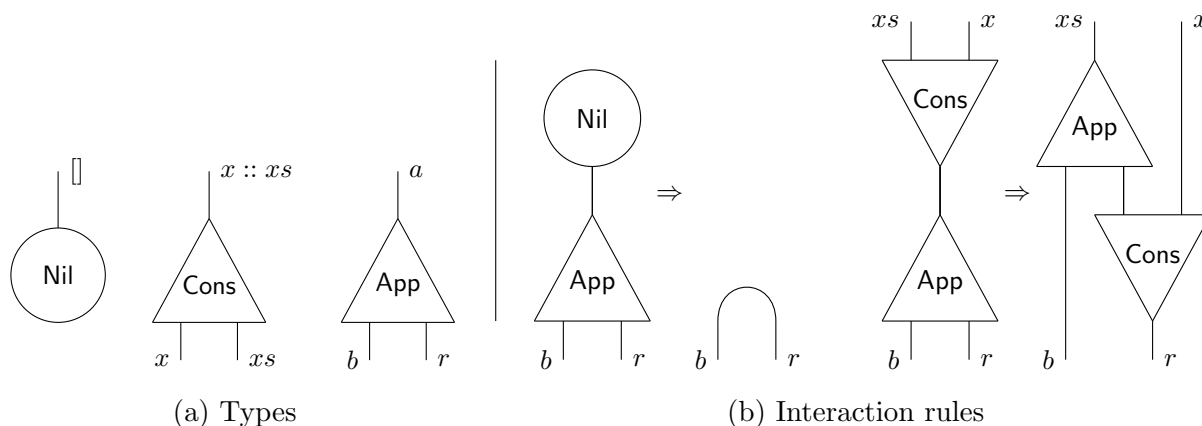 xs x xs x
Nil Cons App
[] x :: xs a ⇒ ⇒
Nil Cons App App App Cons
x xs b r b r b r b r b r
(a) Types (b) Interaction rules